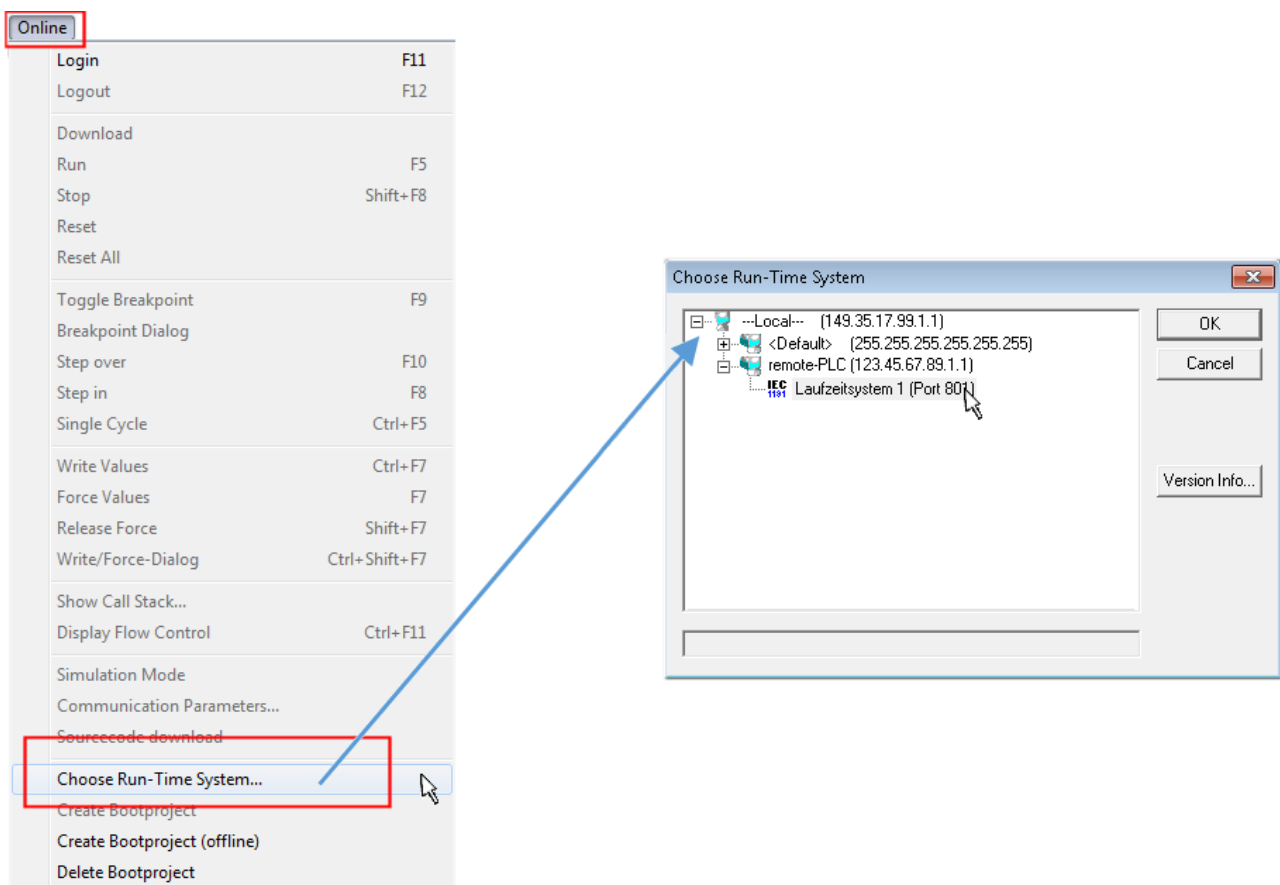 Online
Login F11
Logout F12
Download
Run F5
Stop Shift+F8
Reset
Reset All
Toggle Breakpoint F9
Breakpoint Dialog
Step over F10
Step in F8
Single Cycle Ctrl+F5
Write Values Ctrl+F7
Force Values F7
Release Force Shift+F7
Write/Force-Dialog Ctrl+Shift+F7
Show Call Stack...
Display Flow Control Ctrl+F11
Simulation Mode
Communication Parameters...
Sourcecode download
Choose Run-Time System...
Create Bootproject
Create Bootproject (offline)
Delete Bootproject
Choose Run-Time System
---Local--- (149.35.17.99.1.1)
<Default> (255.255.255.255.255.255)
remote-PLC (123.45.67.89.1.1)
IEC 1131 Laufzeitsystem 1 (Port 801)
OK
Cancel
Version Info...